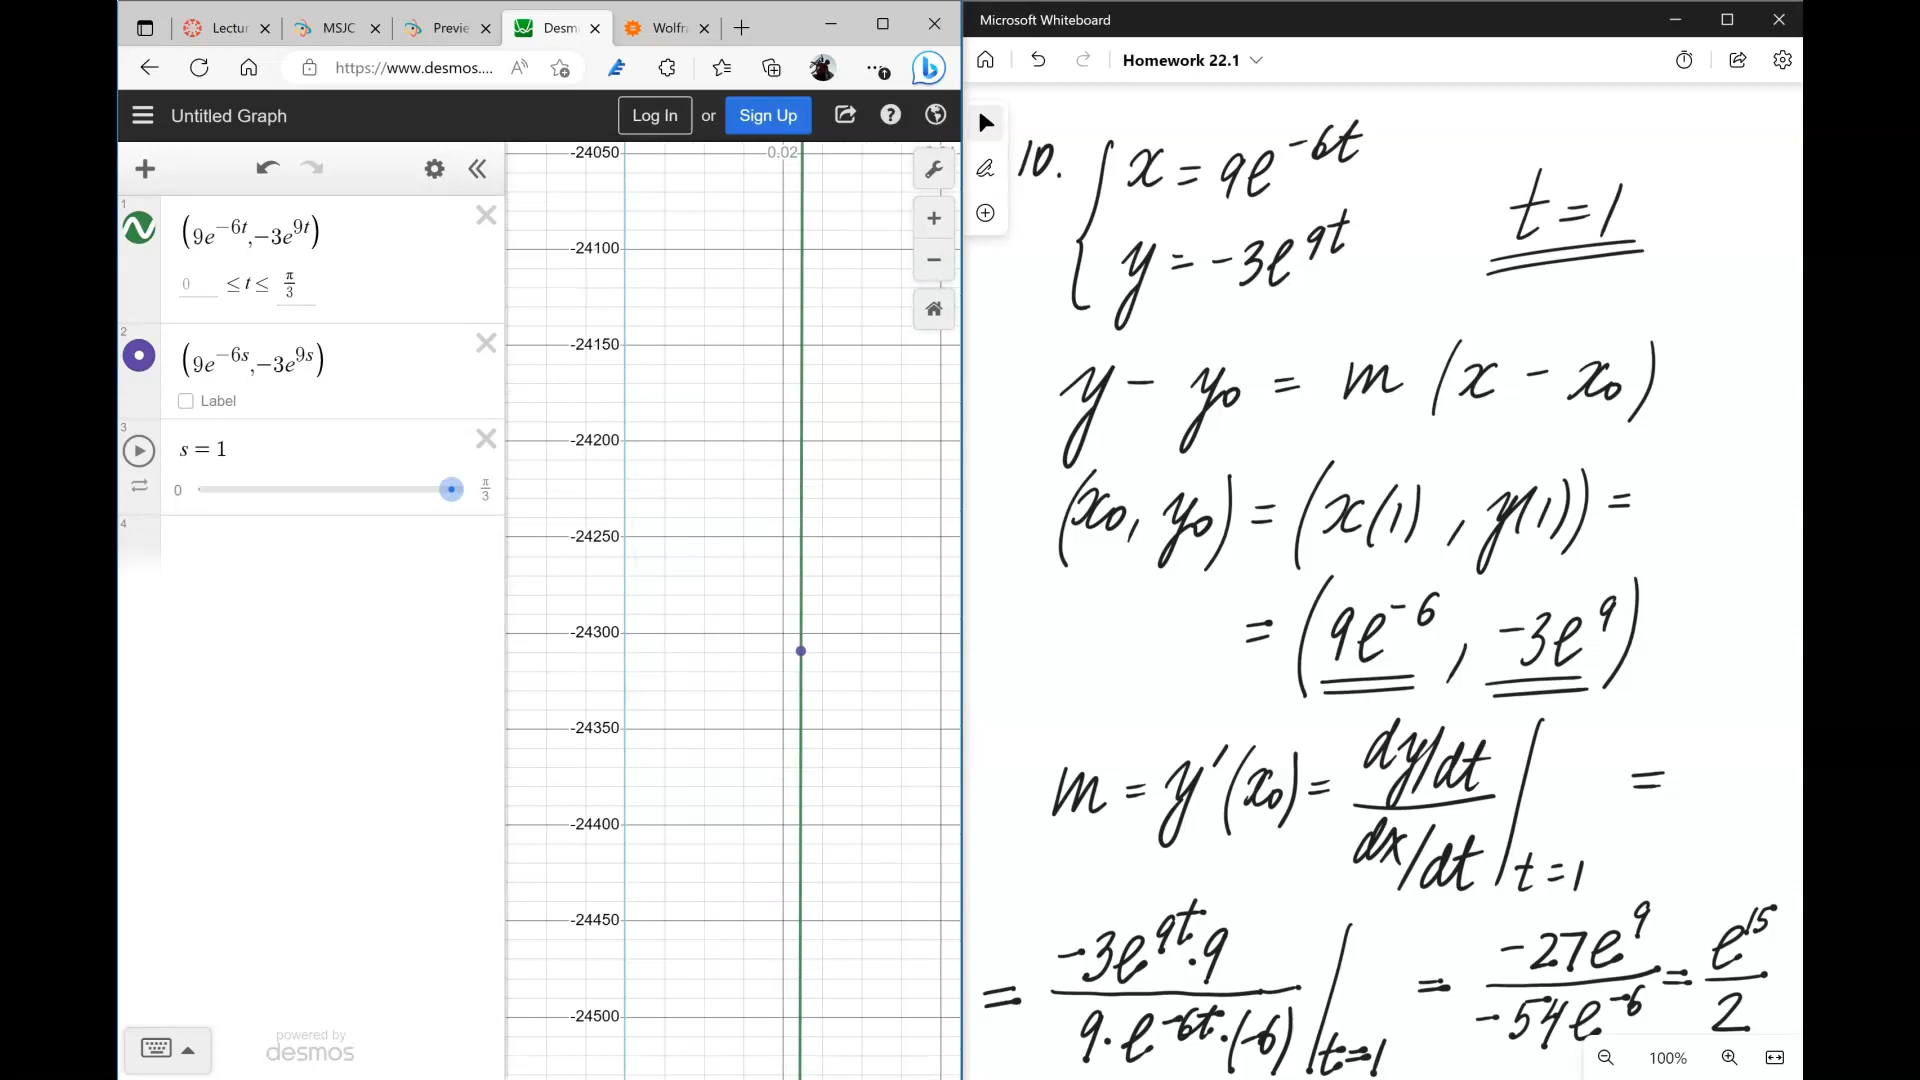 Lectur
MSJC
Previe
Desm
Wolfr
https://www.desmos....
Untitled Graph
Log In or Sign Up
1
(9e^{-6t},-3e^{9t})
0 ≤ t ≤ π/3
2
(9e^{-6s},-3e^{9s})
Label
3
s = 1
0
π/3
4
powered by
desmos
0.02
-24050
-24100
-24150
-24200
-24250
-24300
-24350
-24400
-24450
-24500
Microsoft Whiteboard
Homework 22.1
10. { x = 9e^{-6t}
y = -3e^{9t}
t = 1
y - y₀ = m (x - x₀)
(x₀, y₀) = (x(1), y(1)) =
= (9e^{-6}, -3e^{9})
m = y'(x₀) = (dy/dt)/(dx/dt) |_{t=1} =
= (-3e^{9t}·9)/(9·e^{-6t}·(-6)) |_{t=1} = (-27e^{9})/(-54e^{-6}) = e^{15}/2
100%